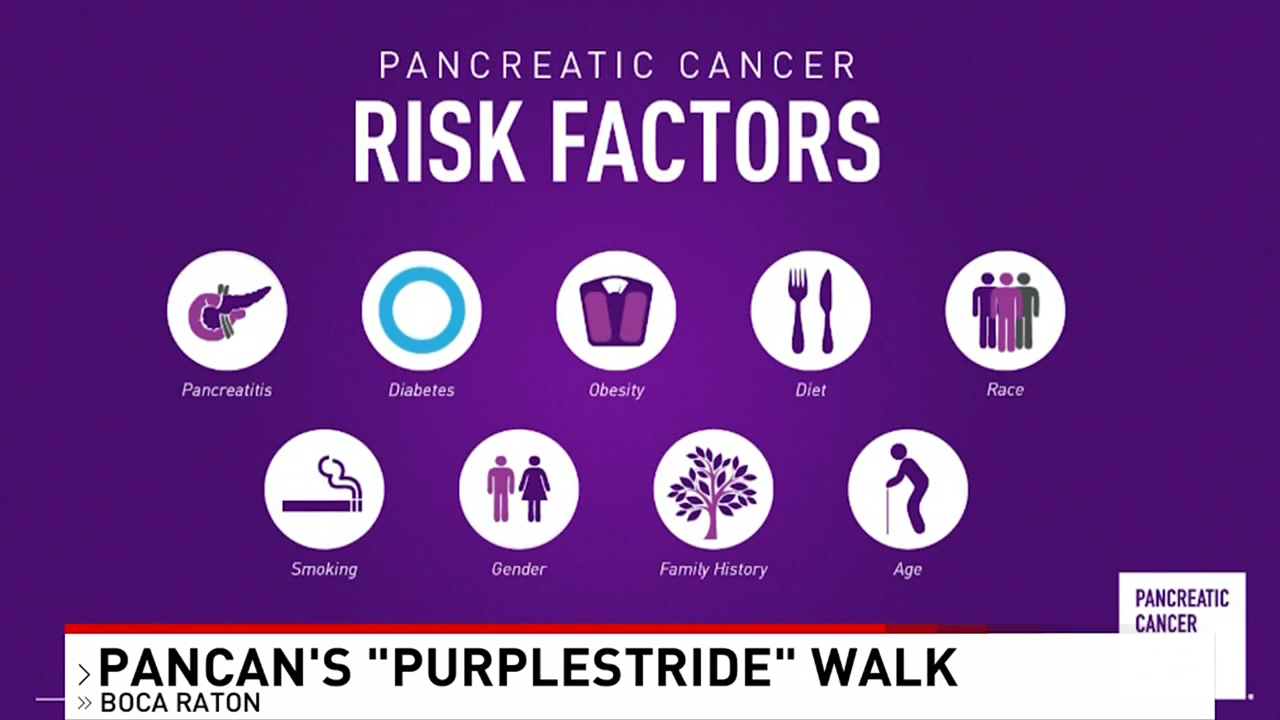 PANCREATIC CANCER
RISK FACTORS
Pancreatitis
Diabetes
Obesity
Diet
Race
Smoking
Gender
Family History
Age
PANCREATIC
CANCER
› PANCAN'S "PURPLESTRIDE" WALK
» BOCA RATON